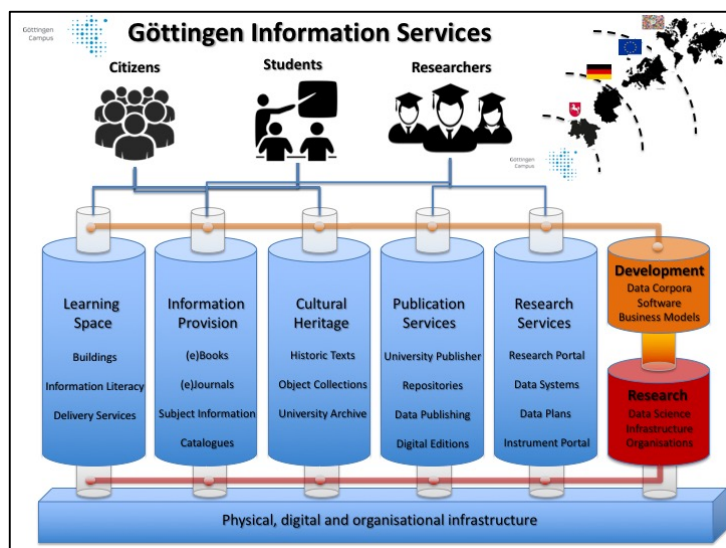 Göttingen
Campus
Göttingen Information Services
Citizens
Students
Researchers
Göttingen
Campus
Learning
Space
Buildings
Information Literacy
Delivery Services
Information
Provision
(e)Books
(e)Journals
Subject Information
Catalogues
Cultural
Heritage
Historic Texts
Object Collections
University Archive
Publication
Services
University Publisher
Repositories
Data Publishing
Digital Editions
Research
Services
Research Portal
Data Systems
Data Plans
Instrument Portal
Development
Data Corpora
Software
Business Models
Research
Data Science
Infrastructure
Organisations
Physical, digital and organisational infrastructure